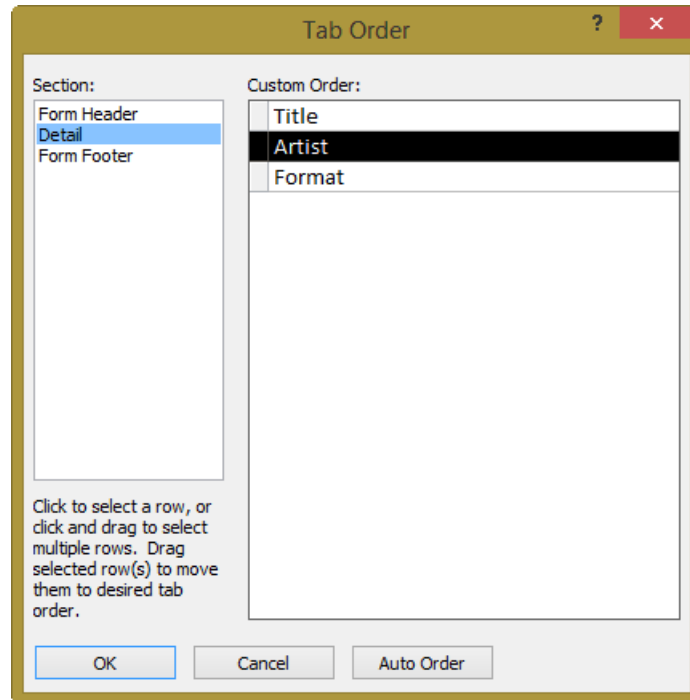 Tab Order
?
Section:
Form Header
Detail
Form Footer
Custom Order:
Title
Artist
Format
Click to select a row, or
click and drag to select
multiple rows. Drag
selected row(s) to move
them to desired tab
order.
OK
Cancel
Auto Order